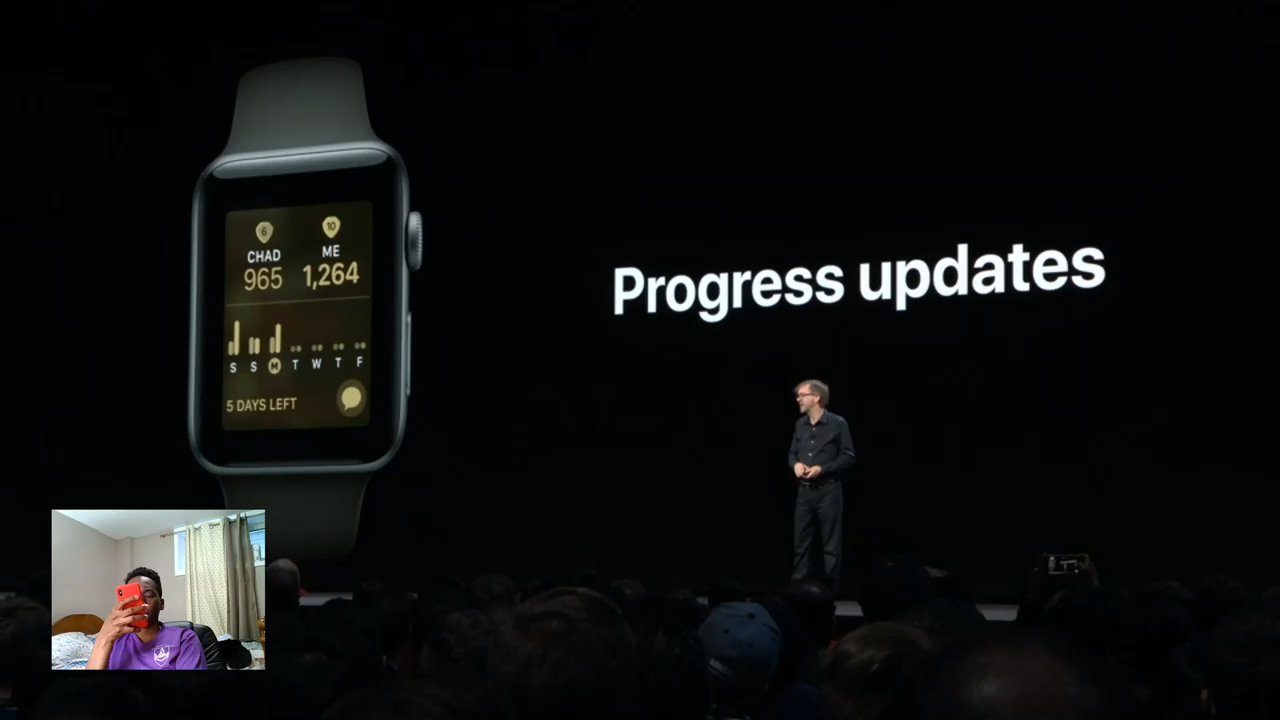 6 10
CHAD ME
965 1,264
S S M T W T F
5 DAYS LEFT
Progress updates